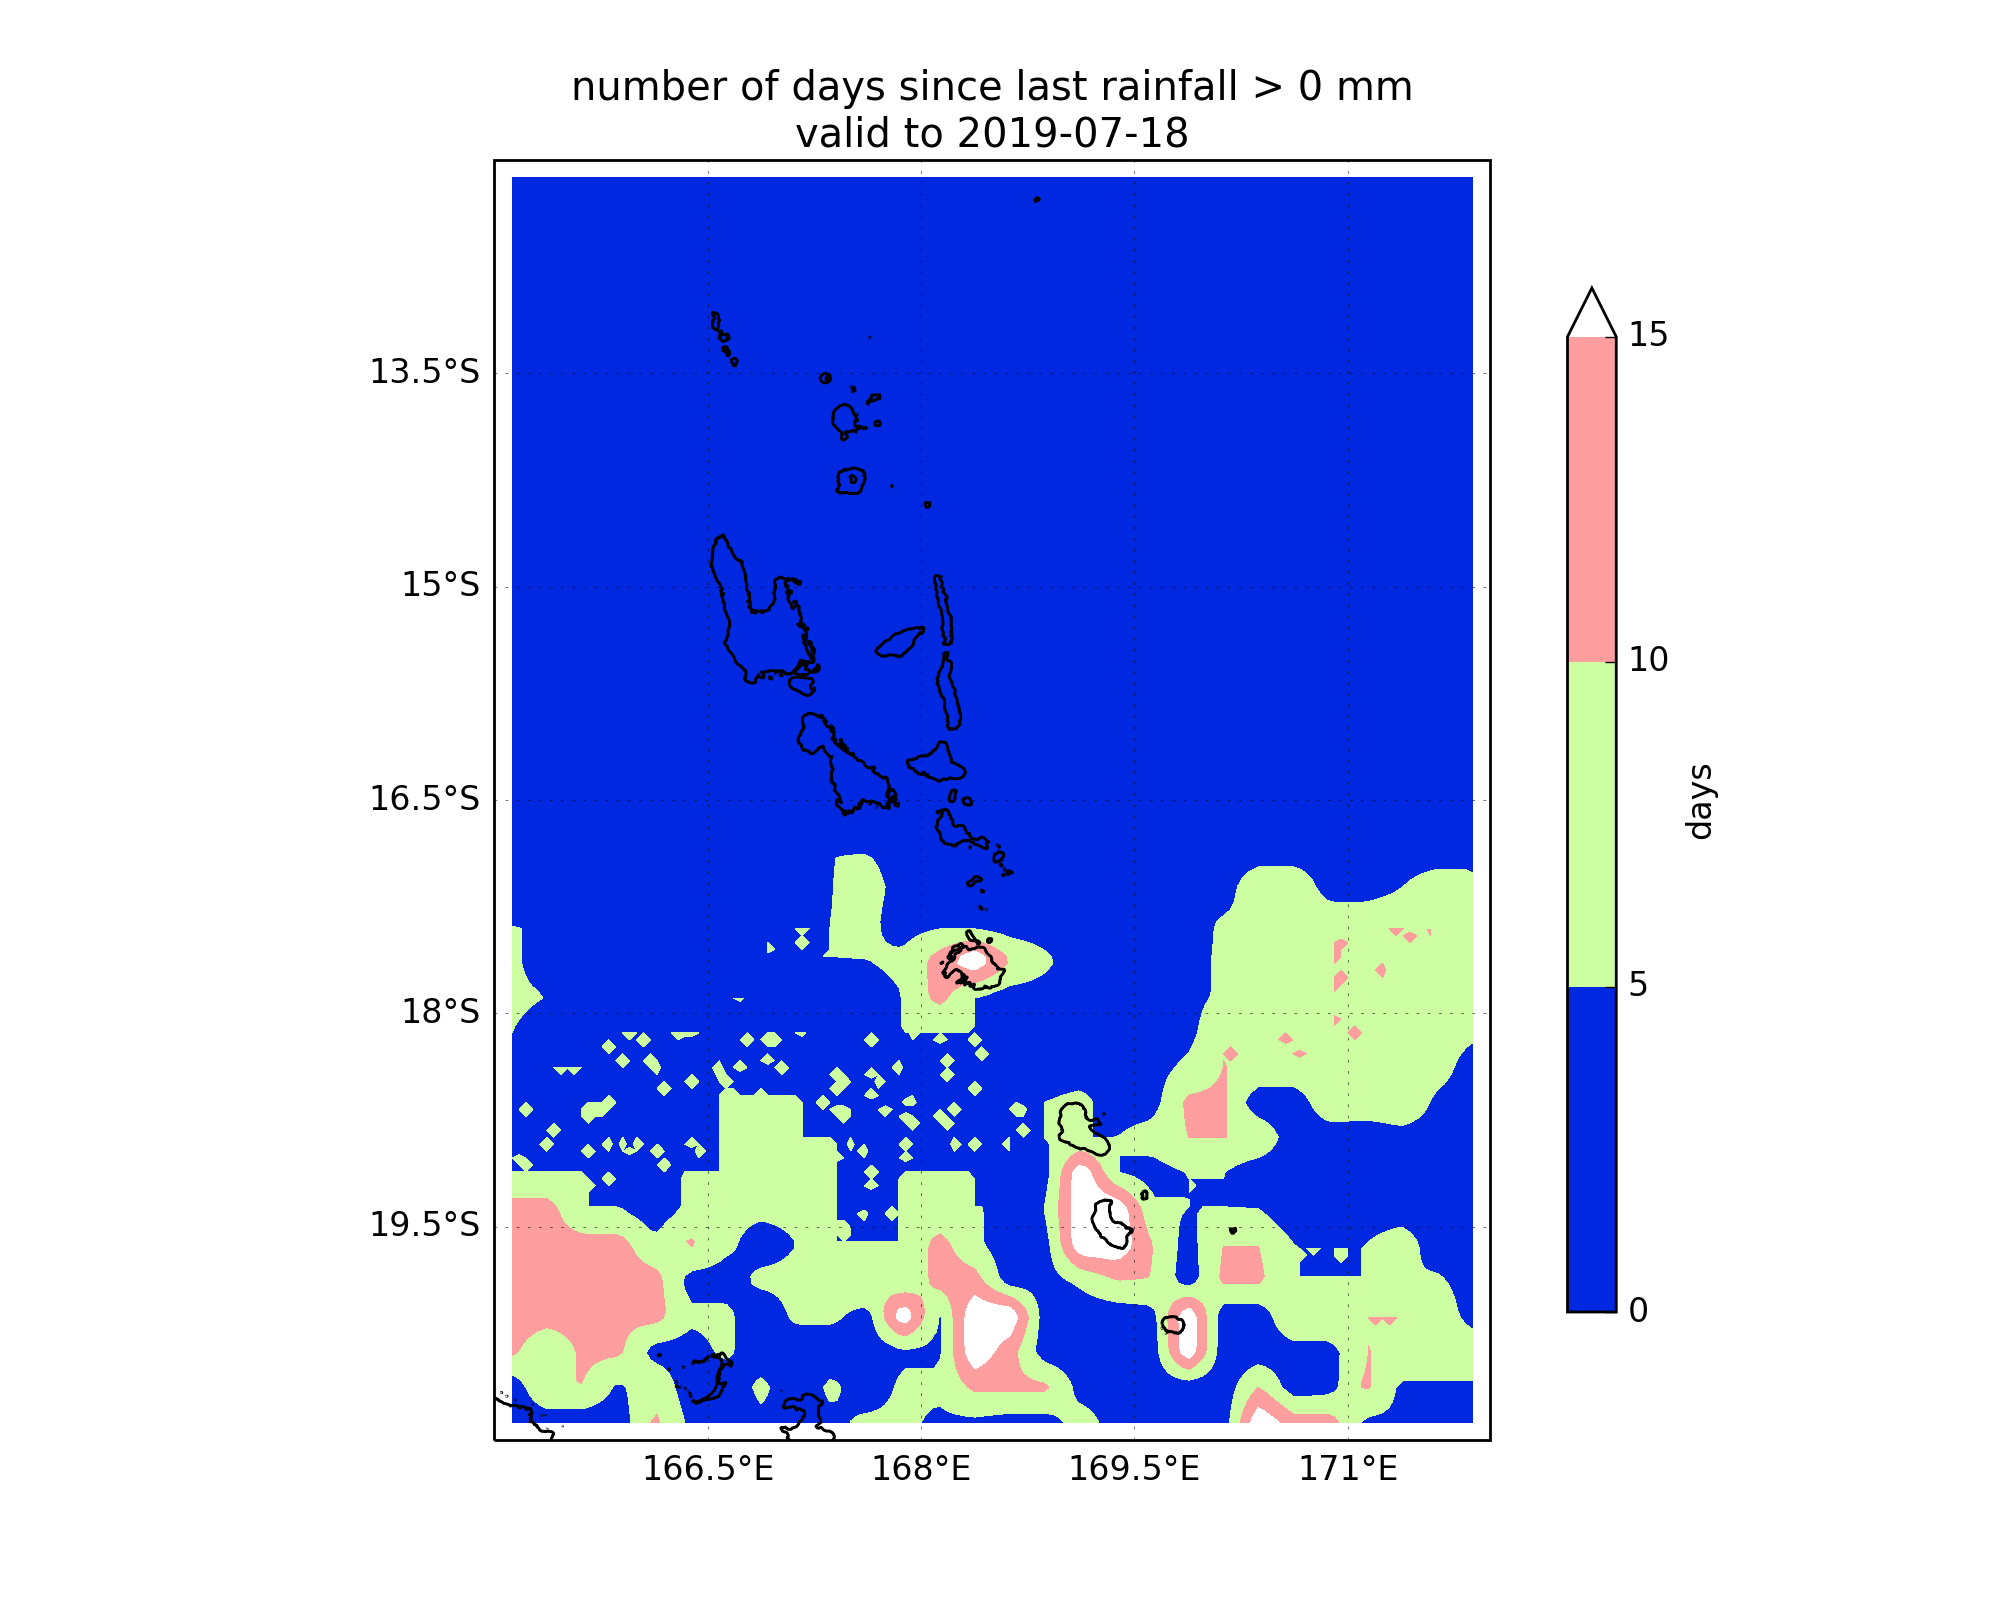 number of days since last rainfall > 0 mm
valid to 2019-07-18
13.5°S
15°S
16.5°S
18°S
19.5°S
166.5°E
168°E
169.5°E
171°E
15
10
5
0
days